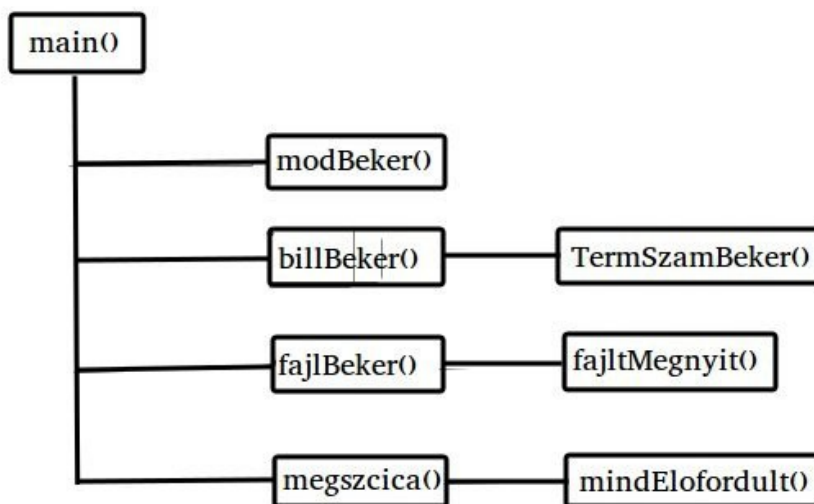 main()
modBeker()
billBeker()
TermSzamBeker()
fajlBeker()
fajltMegnyit()
megszcica()
mindElofordult()